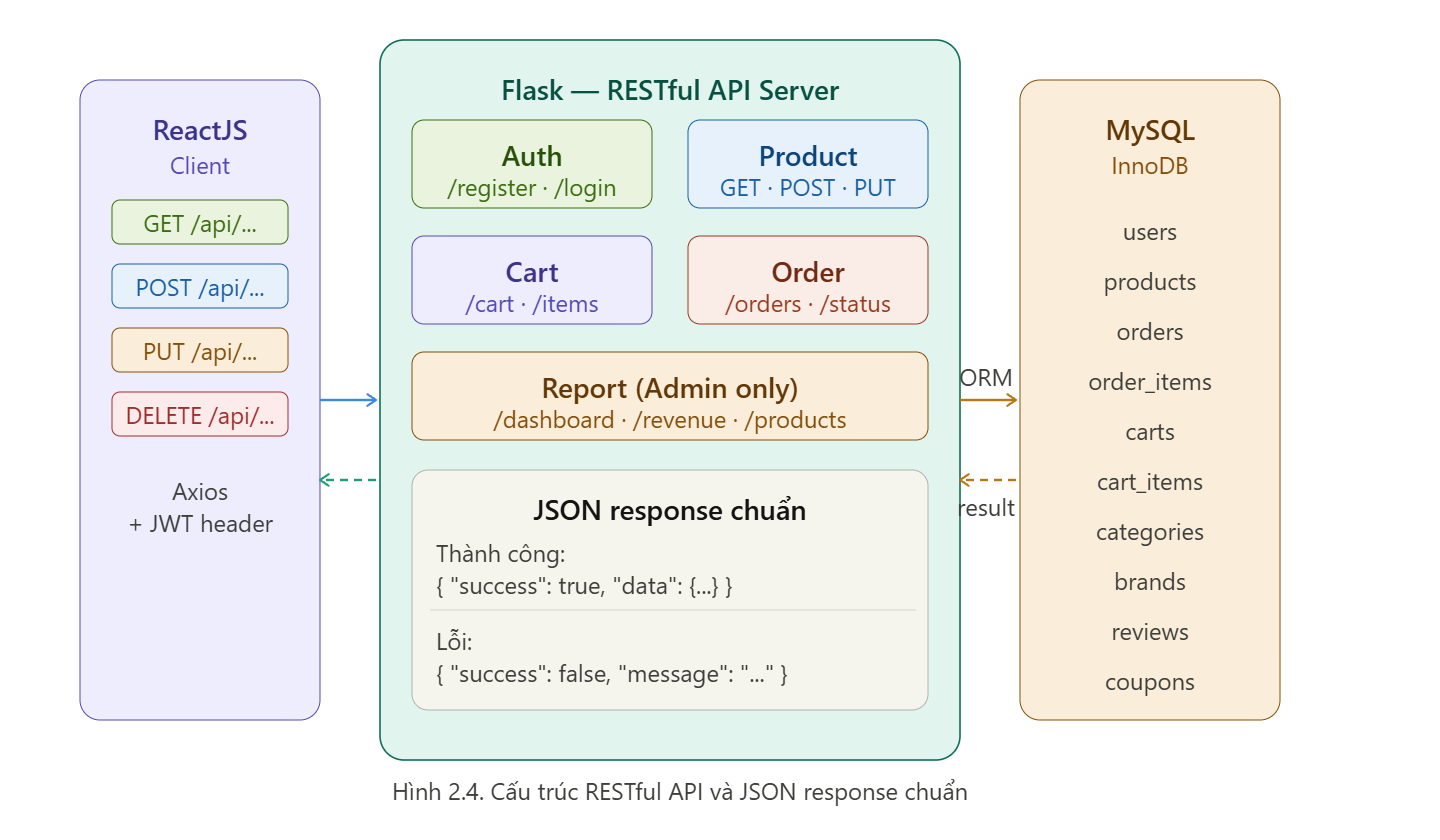 ReactJS
Client
GET /api/...
POST /api/...
PUT /api/...
DELETE /api/...
Axios
+ JWT header
Flask — RESTful API Server
Auth
/register · /login
Product
GET · POST · PUT
Cart
/cart · /items
Order
/orders · /status
Report (Admin only)
/dashboard · /revenue · /products
JSON response chuẩn
Thành công:
{ "success": true, "data": {...} }
Lỗi:
{ "success": false, "message": "..." }
ORM
result
MySQL
InnoDB
users
products
orders
order_items
carts
cart_items
categories
brands
reviews
coupons
Hình 2.4. Cấu trúc RESTful API và JSON response chuẩn